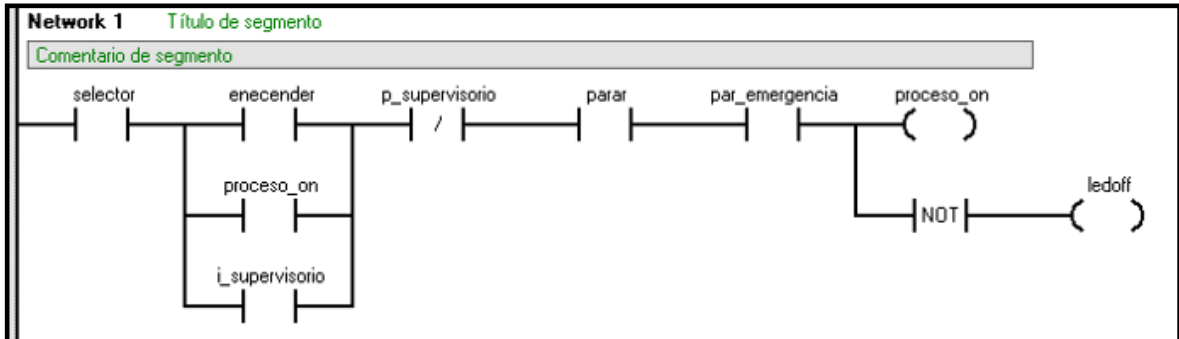 Network 1 Título de segmento
Comentario de segmento
selector enecender p_supervisorio parar par_emergencia proceso_on
/
proceso_on ledoff
NOT
i_supervisorio